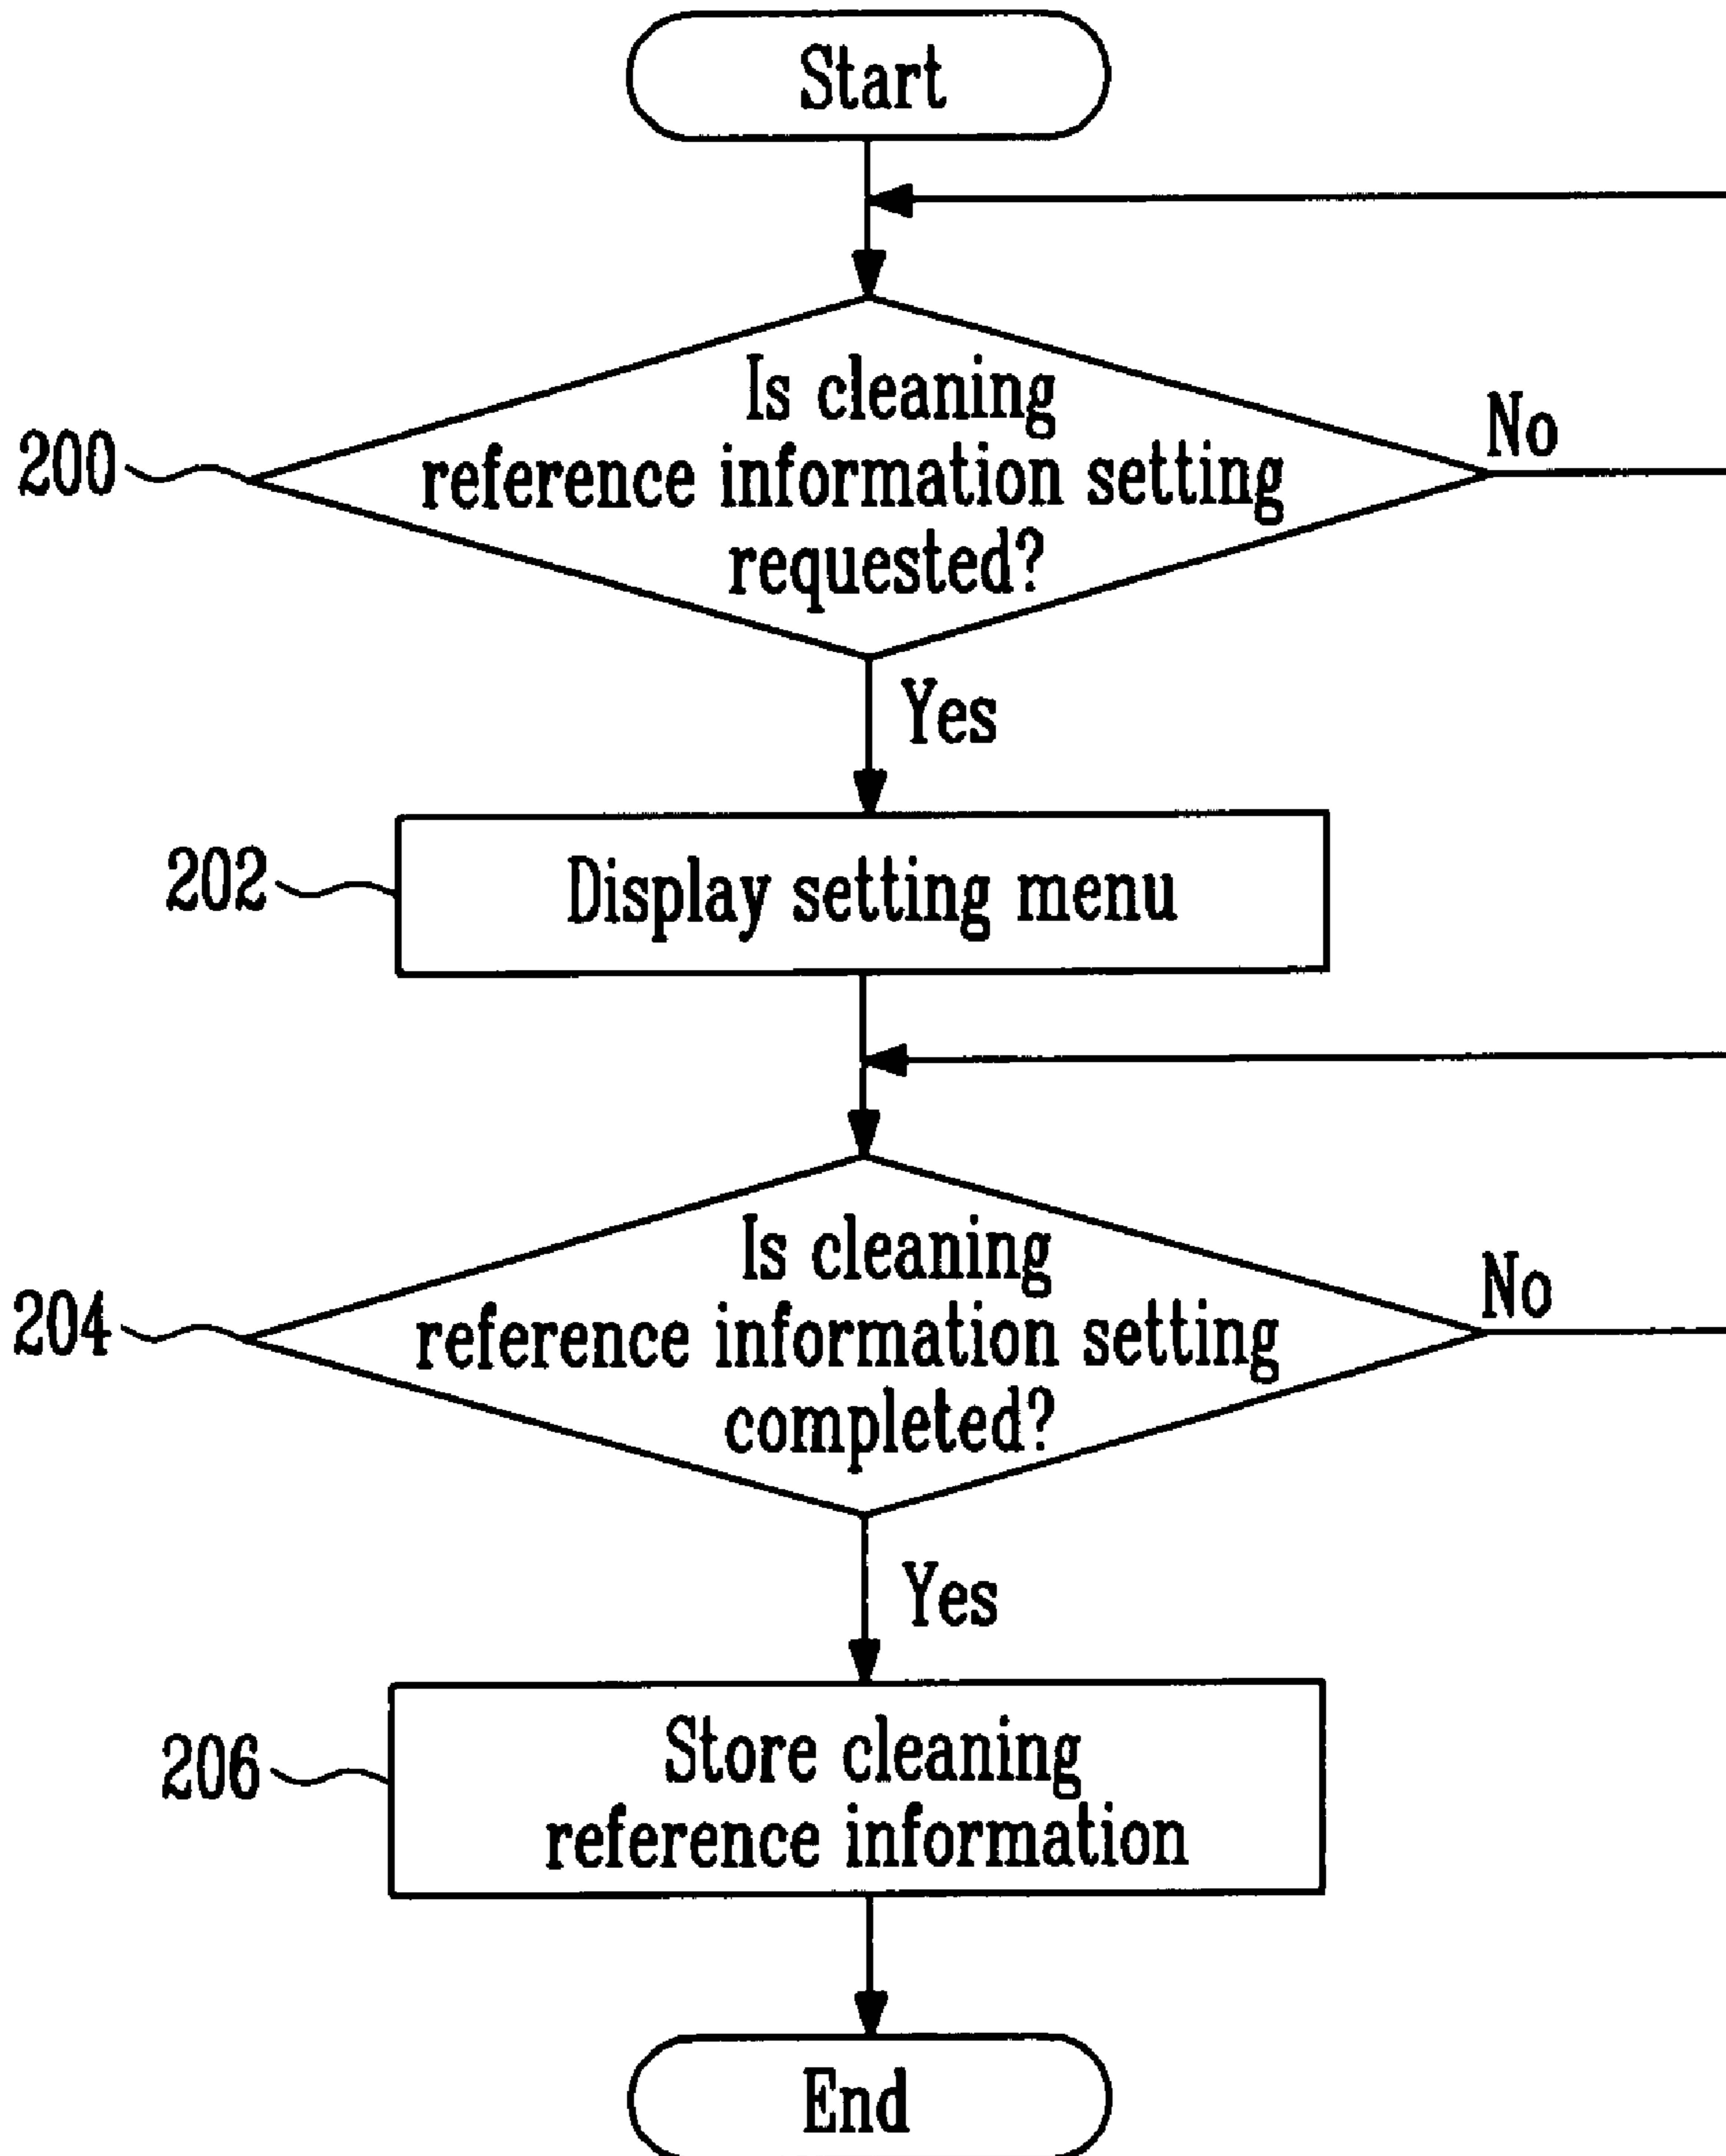 Start
Is cleaning
reference information setting
requested?
No
200
Yes
202
Display setting menu
Is cleaning
reference information setting
completed?
No
204
Yes
206
Store cleaning
reference information
End